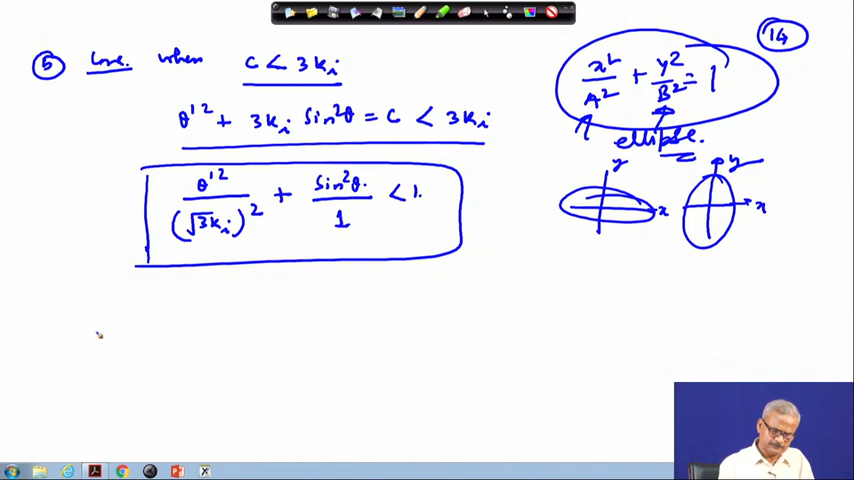 14
⑤ Case. when c < 3kᵢ
θ'² + 3kᵢ sin²θ = c < 3kᵢ
θ'²/(√3kᵢ)² + sin²θ/1 < 1.
x²/A² + y²/B² = 1
ellipse.
y
x
y
x